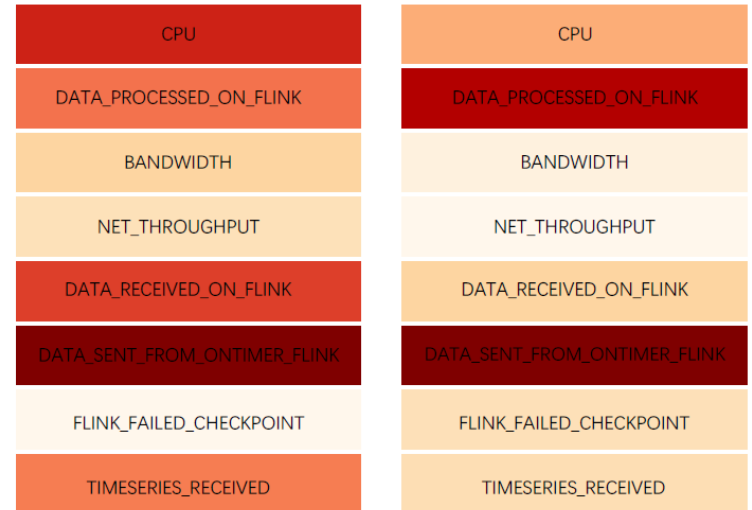 CPU
DATA_PROCESSED_ON_FLINK
BANDWIDTH
NET_THROUGHPUT
DATA_RECEIVED_ON_FLINK
DATA_SENT_FROM_ONTIMER_FLINK
FLINK_FAILED_CHECKPOINT
TIMESERIES_RECEIVED
CPU
DATA_PROCESSED_ON_FLINK
BANDWIDTH
NET_THROUGHPUT
DATA_RECEIVED_ON_FLINK
DATA_SENT_FROM_ONTIMER_FLINK
FLINK_FAILED_CHECKPOINT
TIMESERIES_RECEIVED